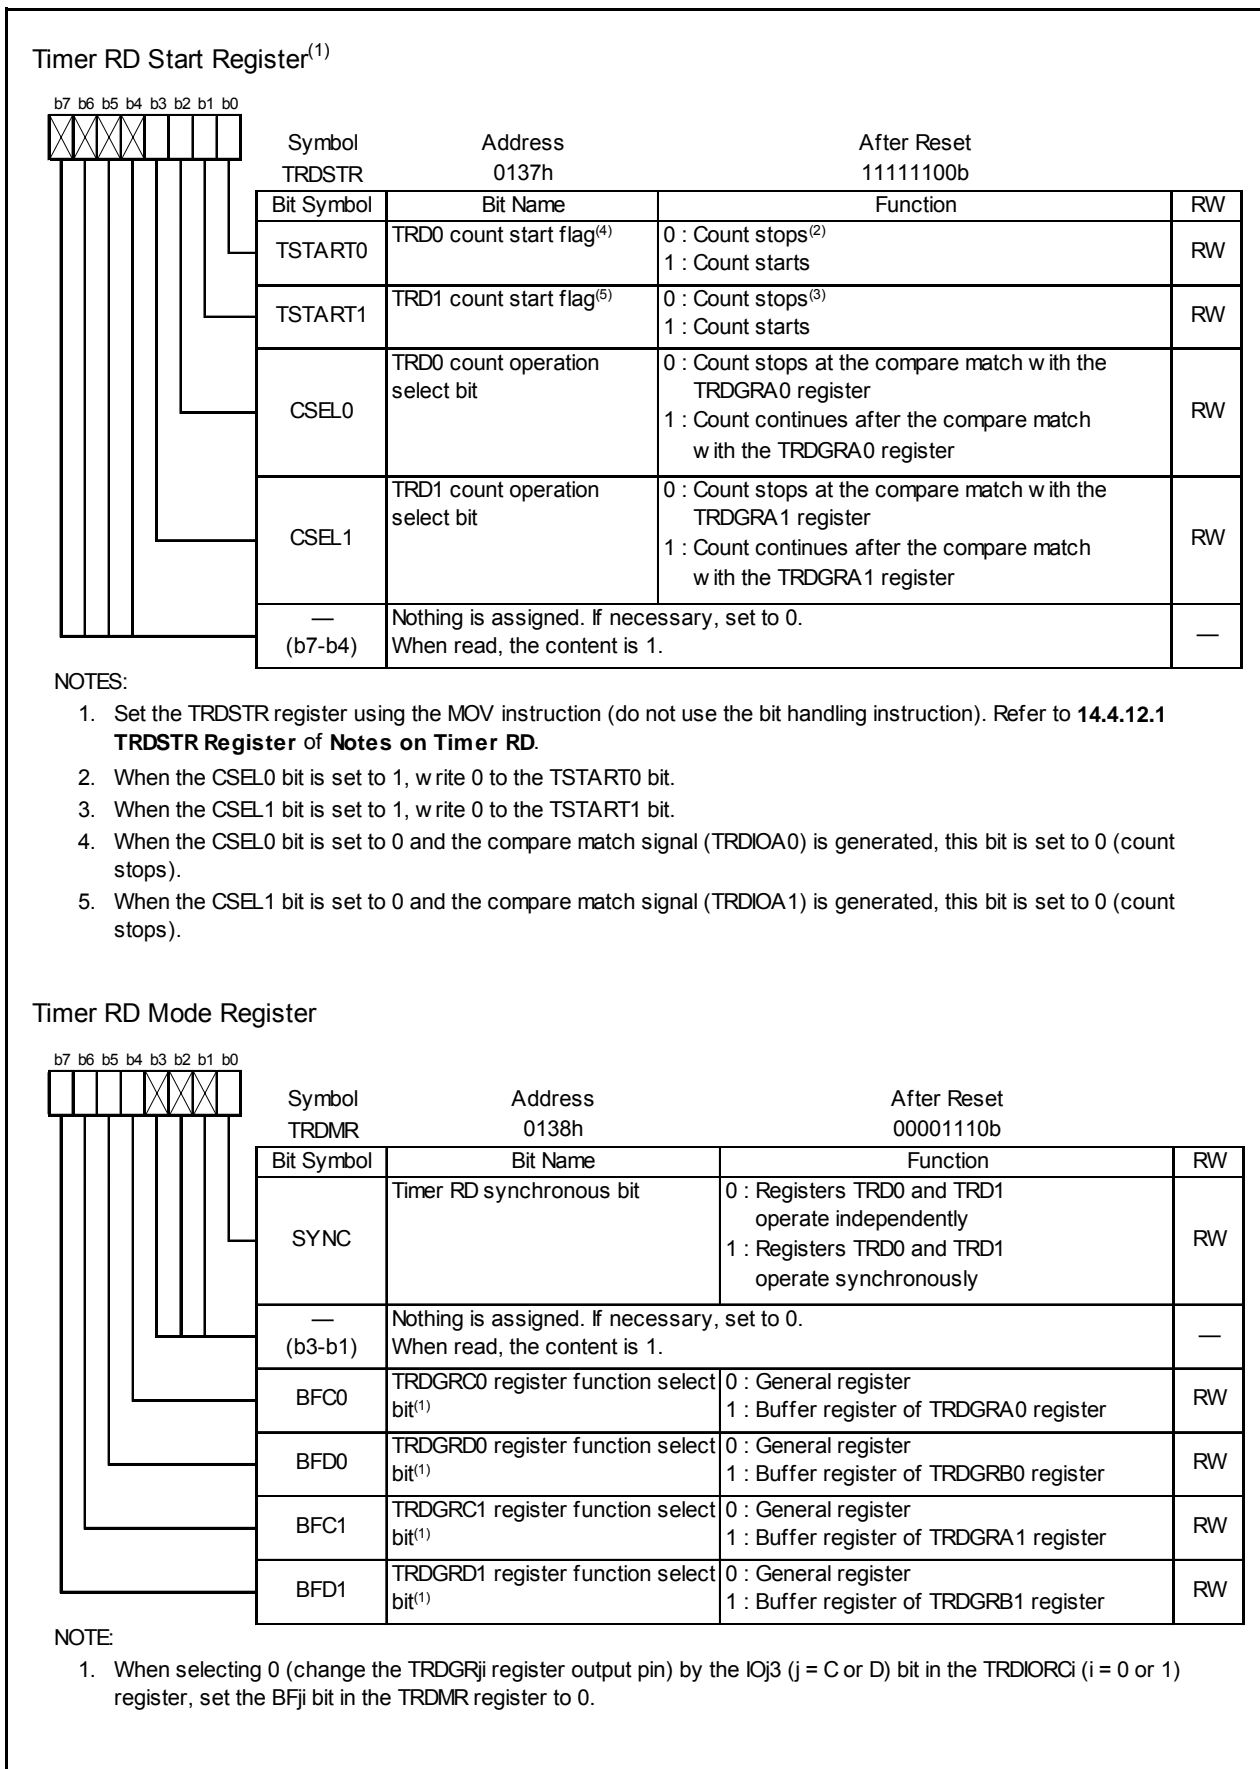 Timer RD Start Register(1)
b7 b6 b5 b4 b3 b2 b1 b0
Symbol Address After Reset
TRDSTR 0137h 11111100b
Bit Symbol Bit Name Function RW
TSTART0 TRD0 count start flag(4) 0 : Count stops(2) RW
1 : Count starts
TSTART1 TRD1 count start flag(5) 0 : Count stops(3) RW
1 : Count starts
CSEL0 TRD0 count operation select bit 0 : Count stops at the compare match with the
TRDGRA0 register
1 : Count continues after the compare match
with the TRDGRA0 register RW
CSEL1 TRD1 count operation select bit 0 : Count stops at the compare match with the
TRDGRA1 register
1 : Count continues after the compare match
with the TRDGRA1 register RW
— (b7-b4) Nothing is assigned. If necessary, set to 0.
When read, the content is 1. —
NOTES:
1. Set the TRDSTR register using the MOV instruction (do not use the bit handling instruction). Refer to 14.4.12.1
TRDSTR Register of Notes on Timer RD.
2. When the CSEL0 bit is set to 1, write 0 to the TSTART0 bit.
3. When the CSEL1 bit is set to 1, write 0 to the TSTART1 bit.
4. When the CSEL0 bit is set to 0 and the compare match signal (TRDIOA0) is generated, this bit is set to 0 (count
stops).
5. When the CSEL1 bit is set to 0 and the compare match signal (TRDIOA1) is generated, this bit is set to 0 (count
stops).
Timer RD Mode Register
b7 b6 b5 b4 b3 b2 b1 b0
Symbol Address After Reset
TRDMR 0138h 00001110b
Bit Symbol Bit Name Function RW
SYNC Timer RD synchronous bit 0 : Registers TRD0 and TRD1
operate independently
1 : Registers TRD0 and TRD1
operate synchronously RW
— (b3-b1) Nothing is assigned. If necessary, set to 0.
When read, the content is 1. —
BFC0 TRDGRC0 register function select bit(1) 0 : General register
1 : Buffer register of TRDGRA0 register RW
BFD0 TRDGRD0 register function select bit(1) 0 : General register
1 : Buffer register of TRDGRB0 register RW
BFC1 TRDGRC1 register function select bit(1) 0 : General register
1 : Buffer register of TRDGRA1 register RW
BFD1 TRDGRD1 register function select bit(1) 0 : General register
1 : Buffer register of TRDGRB1 register RW
NOTE:
1. When selecting 0 (change the TRDGRji register output pin) by the IOj3 (j = C or D) bit in the TRDIORCi (i = 0 or 1)
register, set the BFji bit in the TRDMR register to 0.